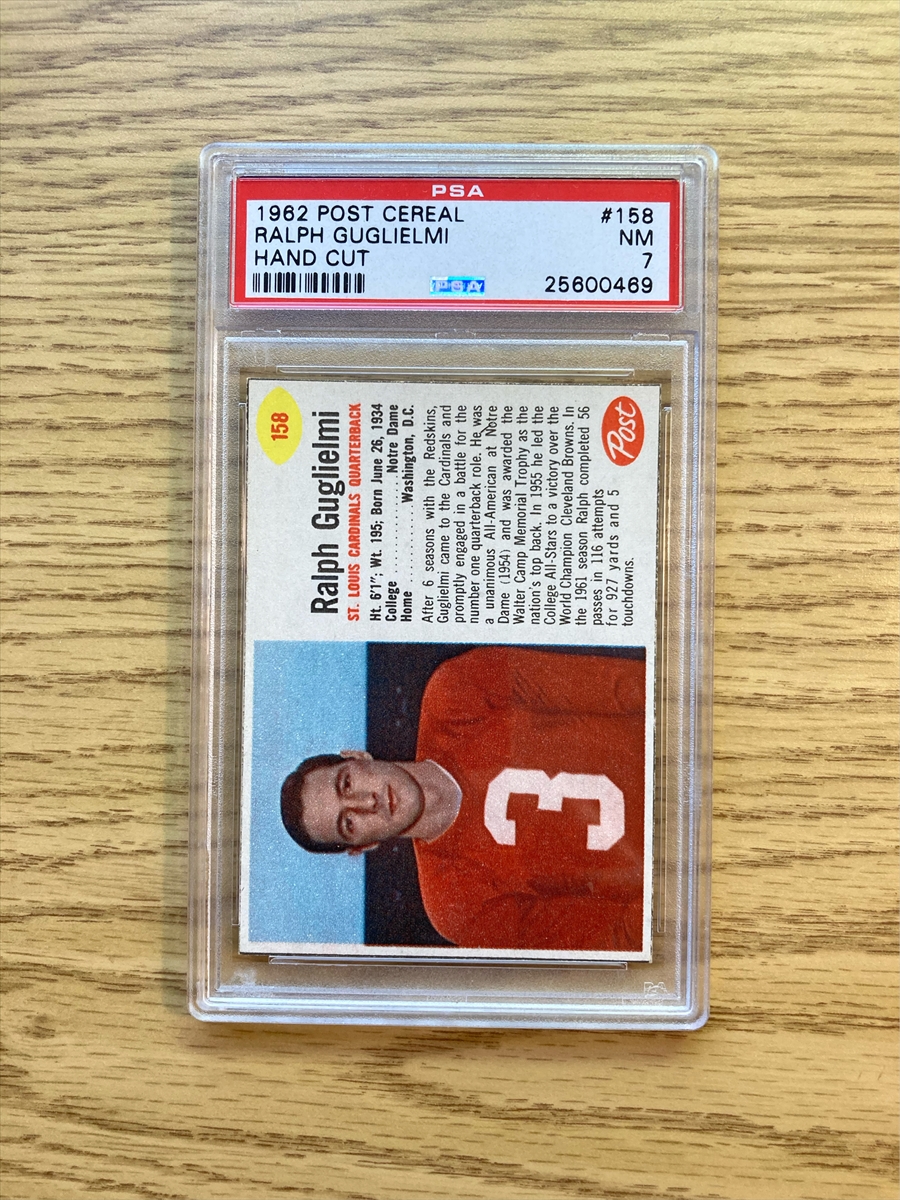 PSA
1962 POST CEREAL #158
RALPH GUGLIELMI NM
HAND CUT 7
25600469
PSA
158
Ralph Guglielmi
ST. LOUIS CARDINALS QUARTERBACK
Ht. 6'1"; Wt. 195; Born June 26, 1934
College ............... Notre Dame
Home ............ Washington, D.C.
After 6 seasons with the Redskins,
Guglielmi came to the Cardinals and
promptly engaged in a battle for the
number one quarterback role. He was
a unanimous All-American at Notre
Dame (1954) and was awarded the
Walter Camp Memorial Trophy as the
nation's top back. In 1955 he led the
College All-Stars to a victory over the
World Champion Cleveland Browns. In
the 1961 season Ralph completed 56
passes in 116 attempts
for 927 yards and 5
touchdowns.
Post
3